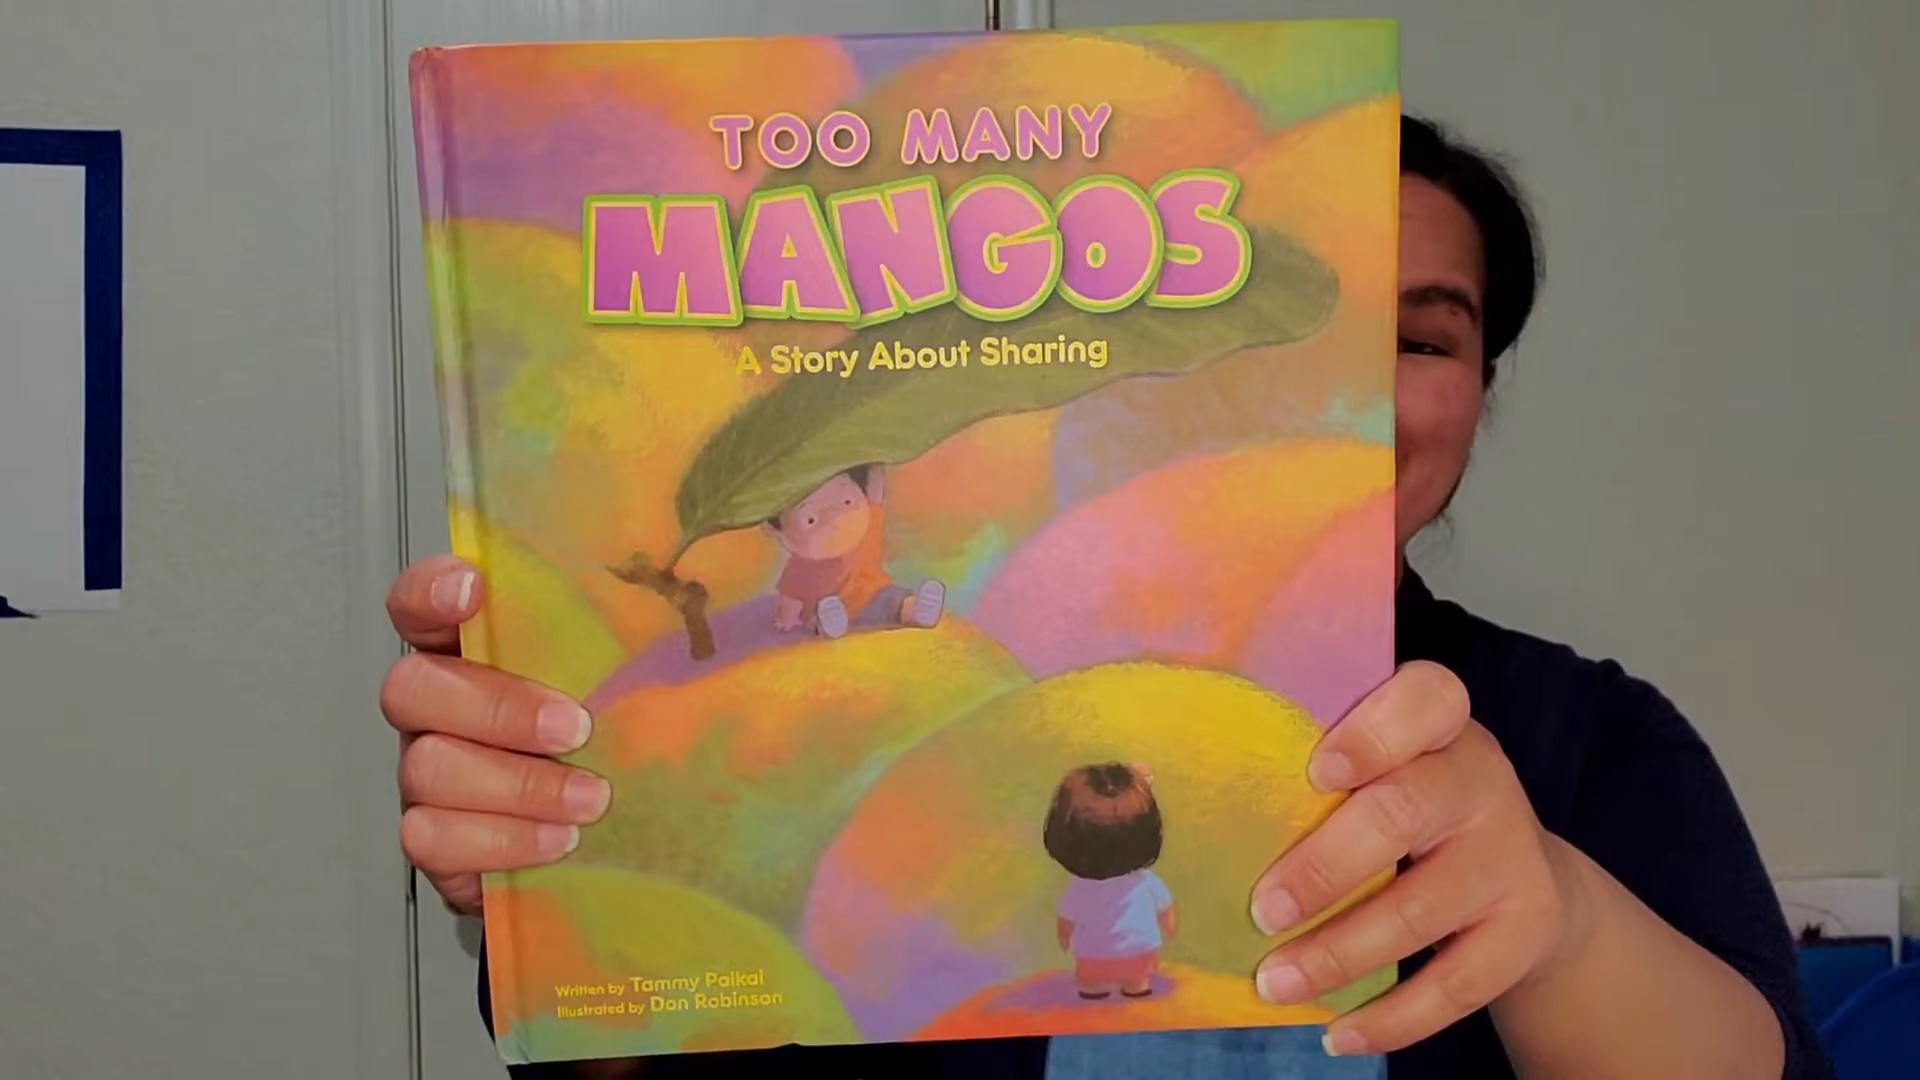 TOO MANY
MANGOS
A Story About Sharing
Written by Tammy Paikai
Illustrated by Don Robinson